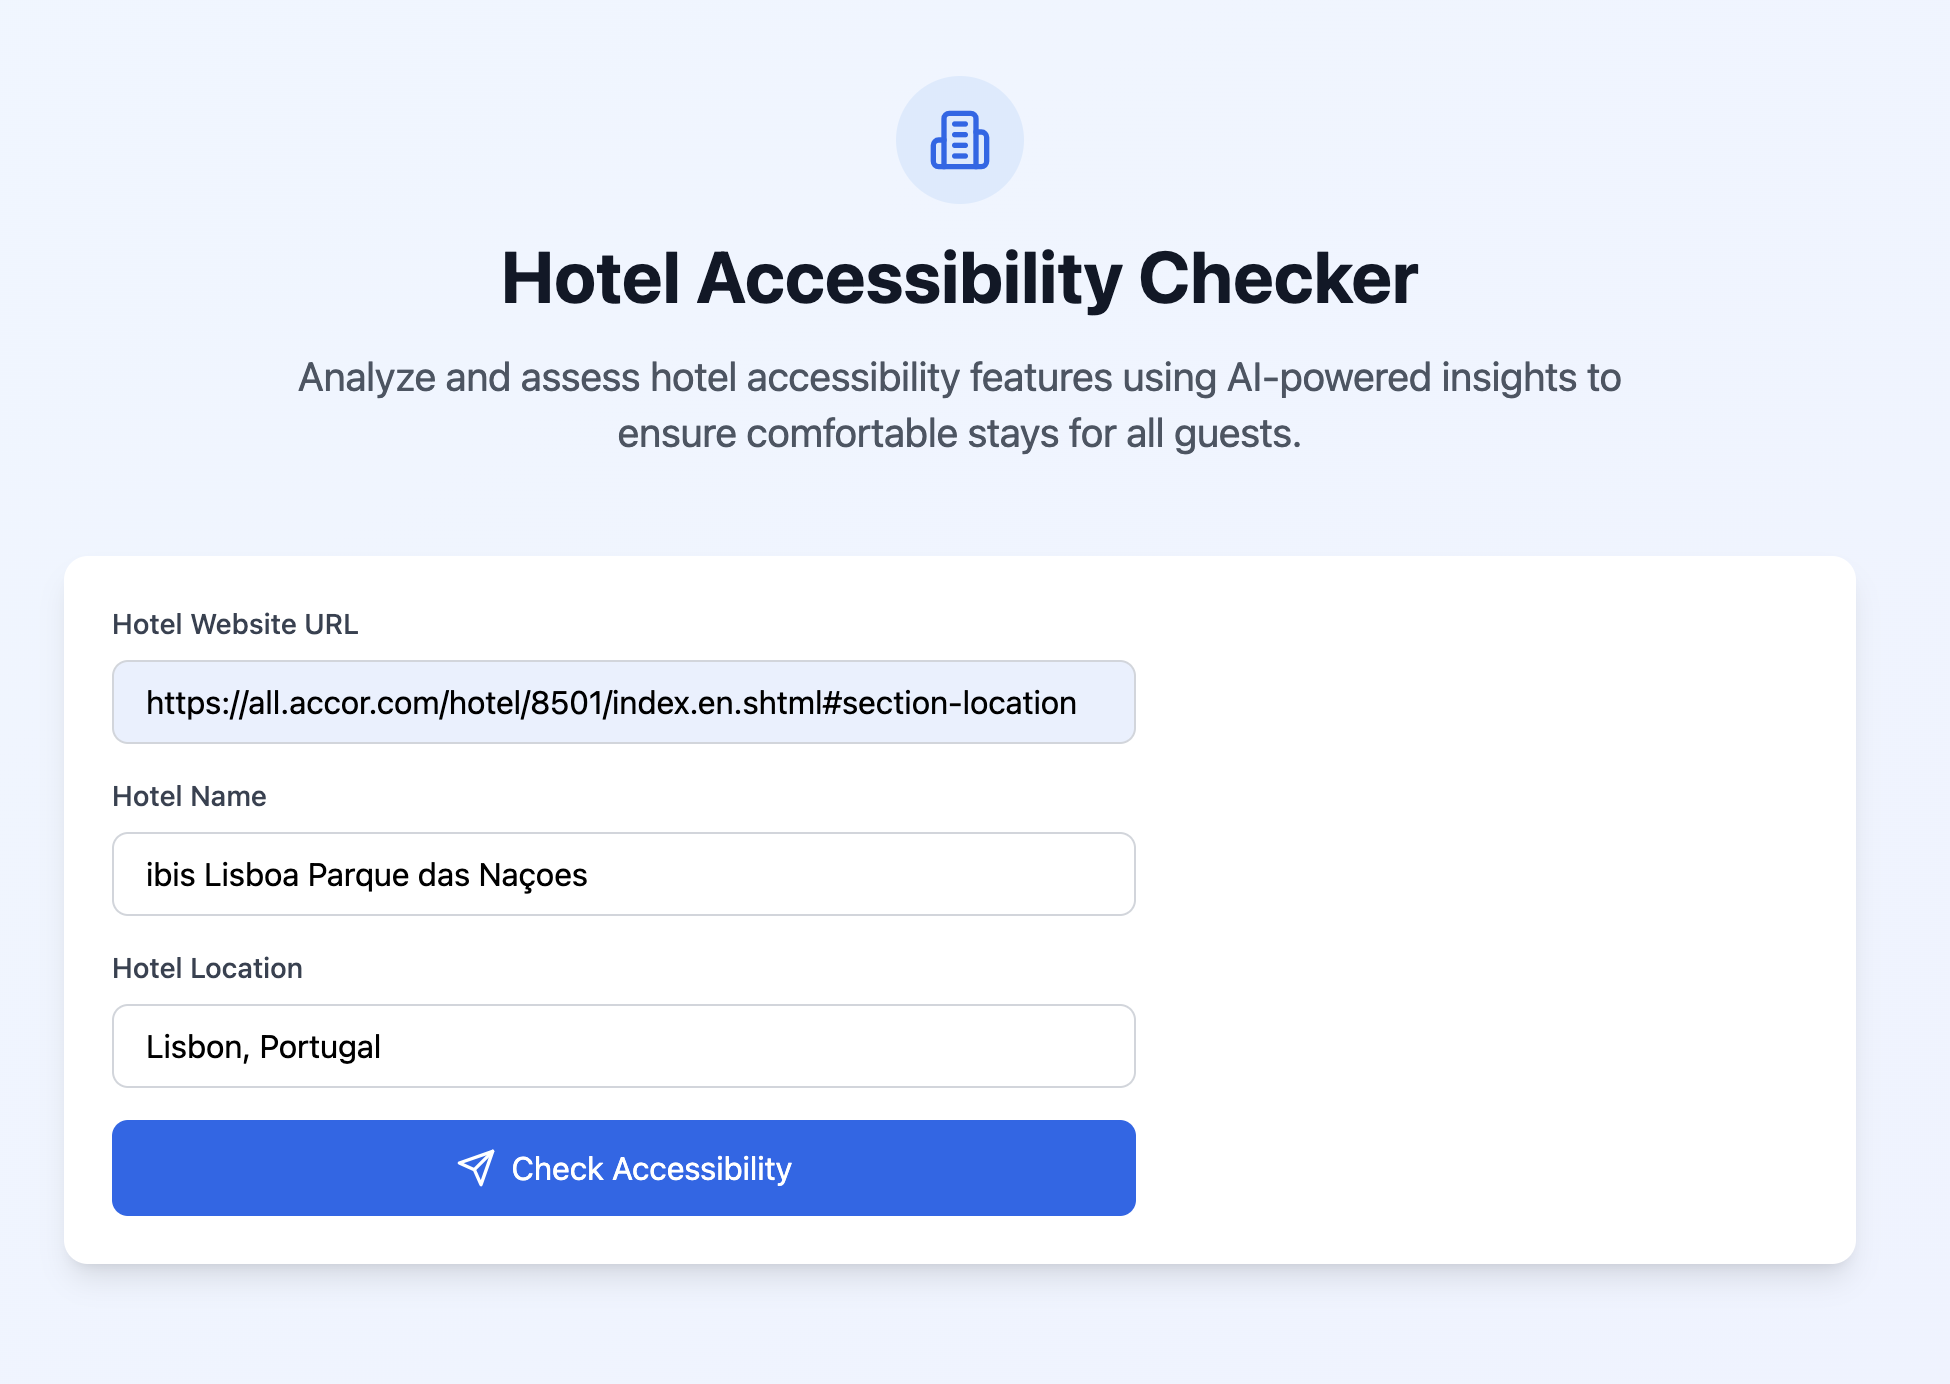 Hotel Accessibility Checker
Analyze and assess hotel accessibility features using AI-powered insights to
ensure comfortable stays for all guests.
Hotel Website URL
https://all.accor.com/hotel/8501/index.en.shtml#section-location
Hotel Name
ibis Lisboa Parque das Naçoes
Hotel Location
Lisbon, Portugal
Check Accessibility